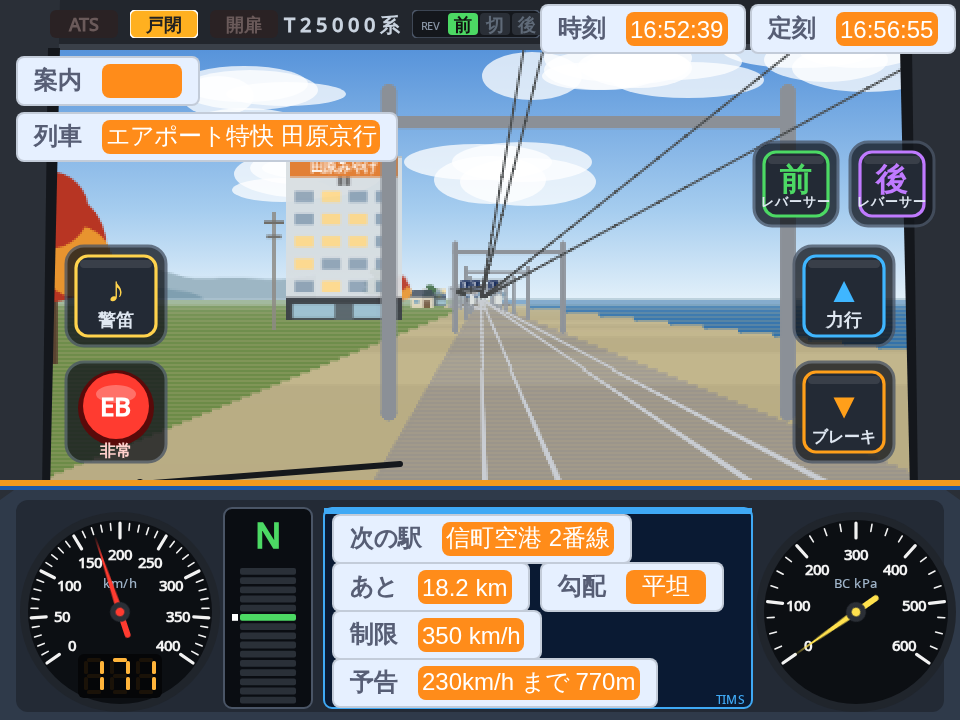 ATS 戸閉 開扉 T25000系 REV 前 切 後
時刻 16:52:39 定刻 16:56:55
案内
列車 エアポート特快 田原京行
前 レバーサー 後 レバーサー
♪ 警笛
▲ 力行
EB 非常
▼ ブレーキ
0 50 100 150 200 250 300 350 400 km/h
171
N
次の駅 信町空港 2番線
あと 18.2 km 勾配 平坦
制限 350 km/h
予告 230km/h まで 770m
TIMS
0 100 200 300 400 500 600 BC kPa